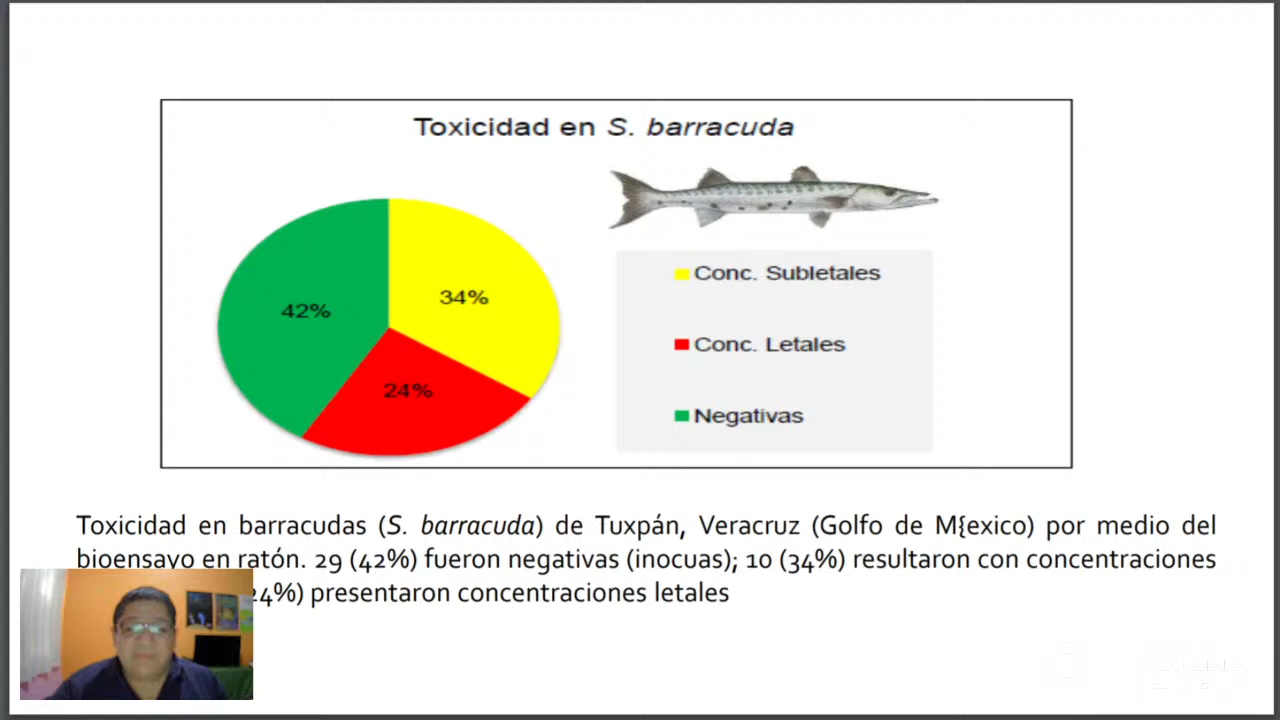 Toxicidad en S. barracuda
34%
42%
24%
Conc. Subletales
Conc. Letales
Negativas
Toxicidad en barracudas (S. barracuda) de Tuxpán, Veracruz (Golfo de M{exico) por medio del
bioensayo en ratón. 29 (42%) fueron negativas (inocuas); 10 (34%) resultaron con concentraciones
24%) presentaron concentraciones letales